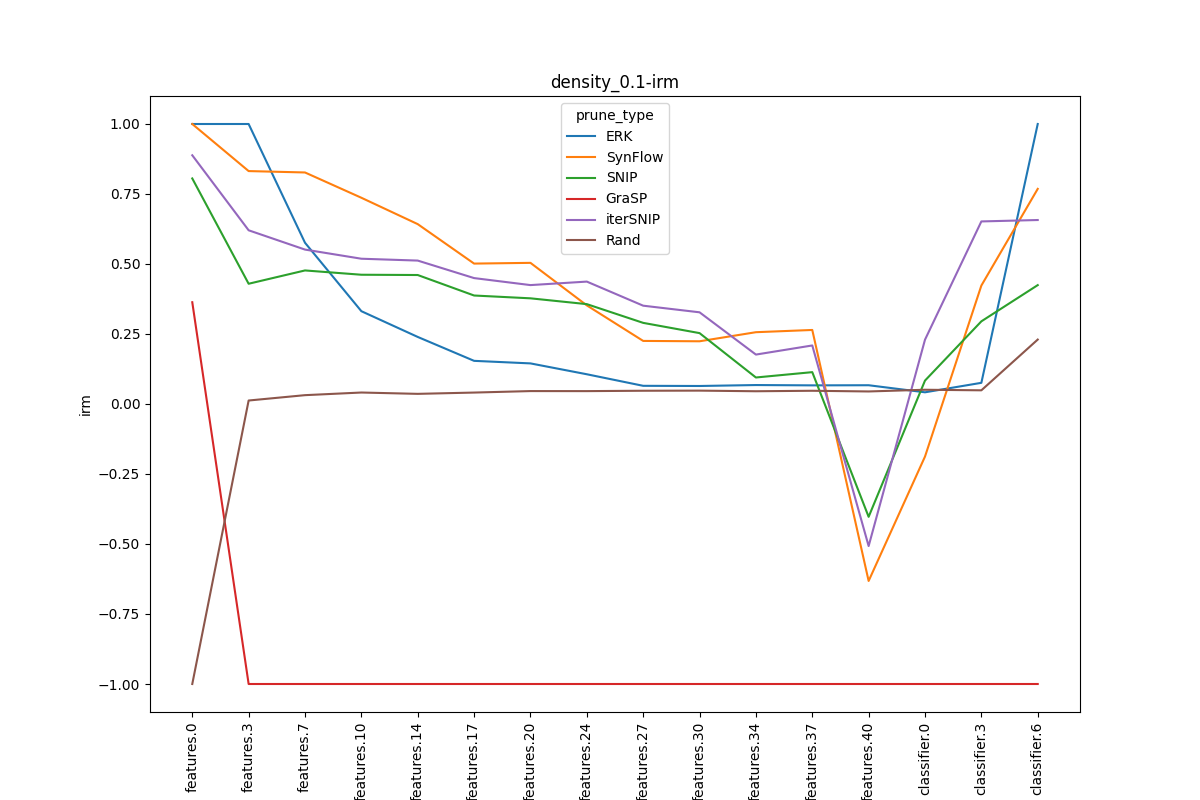 density_0.1-irm
prune_type
ERK
SynFlow
SNIP
GraSP
iterSNIP
Rand
1.00
0.75
0.50
0.25
0.00
−0.25
−0.50
−0.75
−1.00
irm
features.0
features.3
features.7
features.10
features.14
features.17
features.20
features.24
features.27
features.30
features.34
features.37
features.40
classifier.0
classifier.3
classifier.6